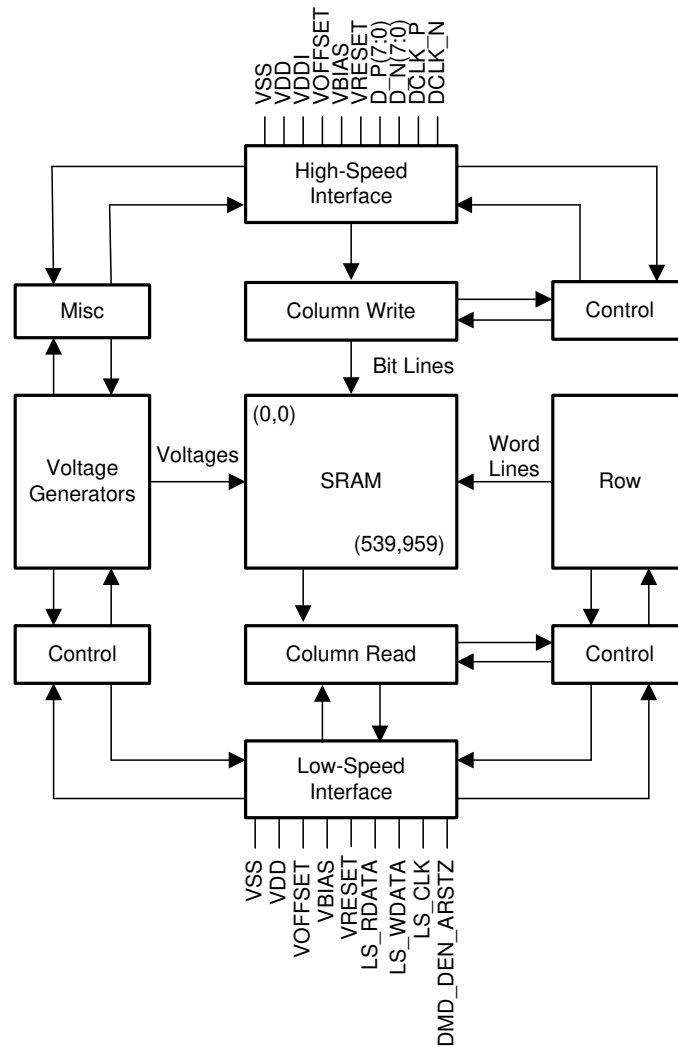 VSS
VDD
VDDI
VOFFSET
VBIAS
VRESET
D_P(7:0)
D_N(7:0)
DCLK_P
DCLK_N
High-Speed
Interface
Misc
Column Write
Control
Bit Lines
(0,0)
Voltage
Generators
Voltages
SRAM
Word
Lines
Row
(539,959)
Control
Column Read
Control
Low-Speed
Interface
VSS
VDD
VOFFSET
VBIAS
VRESET
LS_RDATA
LS_WDATA
LS_CLK
DMD_DEN_ARSTZ